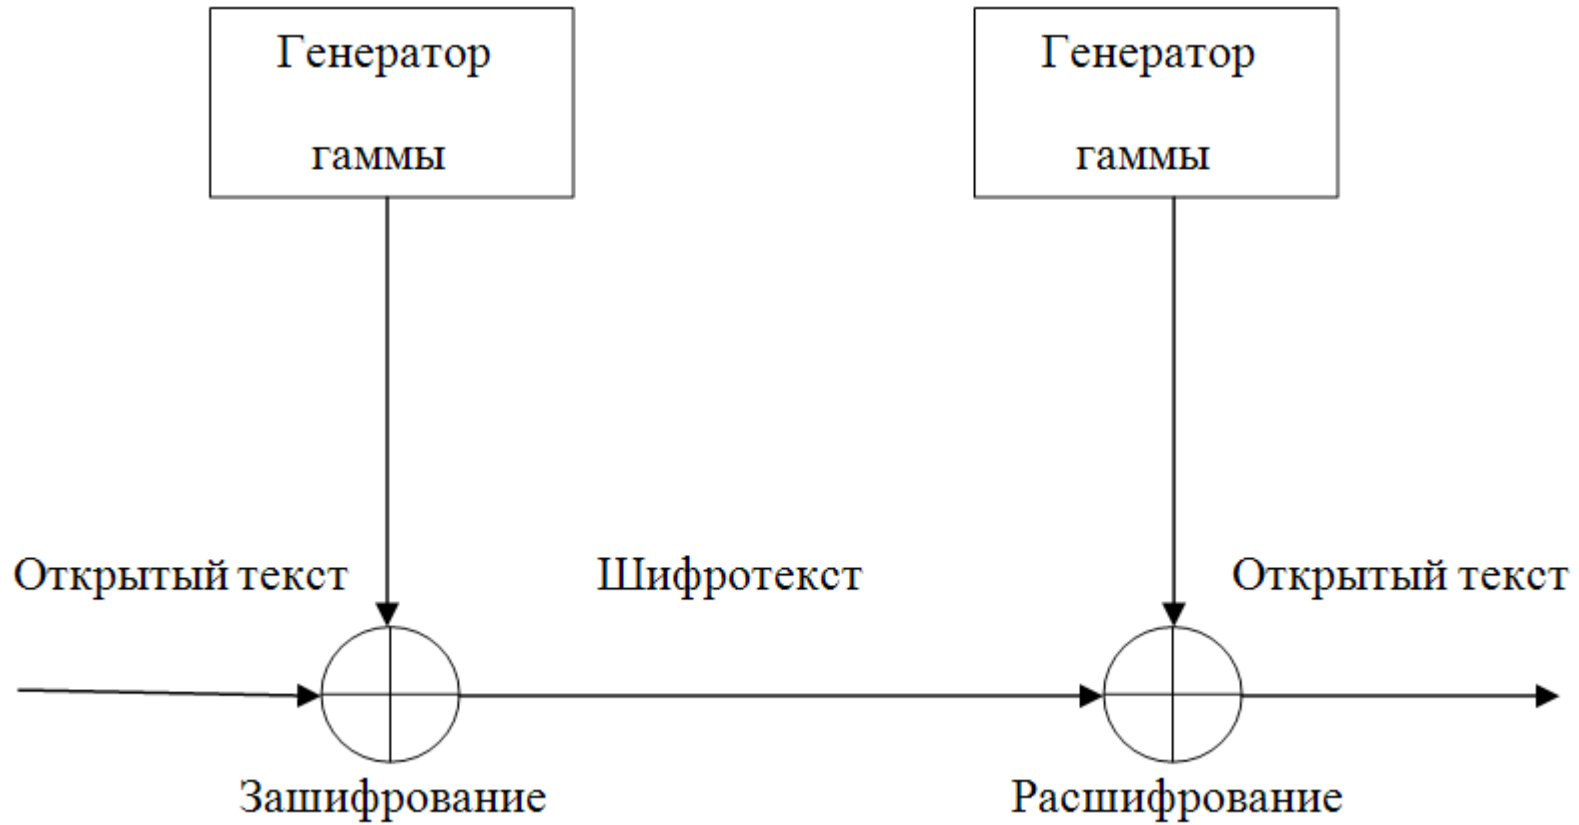 Генератор
гаммы
Генератор
гаммы
Открытый текст
Шифротекст
Открытый текст
Зашифрование
Расшифрование